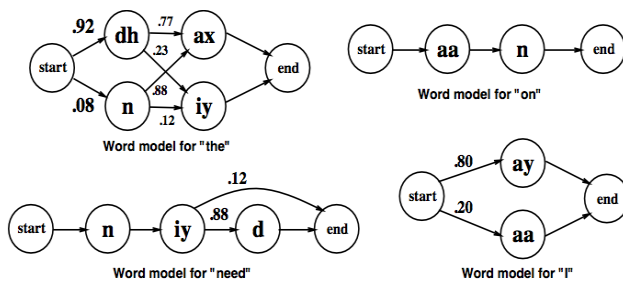 .92
dh
.77
ax
start
.23
end
.08
n
.88
iy
.12
Word model for "the"
start
aa
n
end
Word model for "on"
.12
start
n
iy
.88
d
end
Word model for "need"
.80
ay
start
end
.20
aa
Word model for "I"